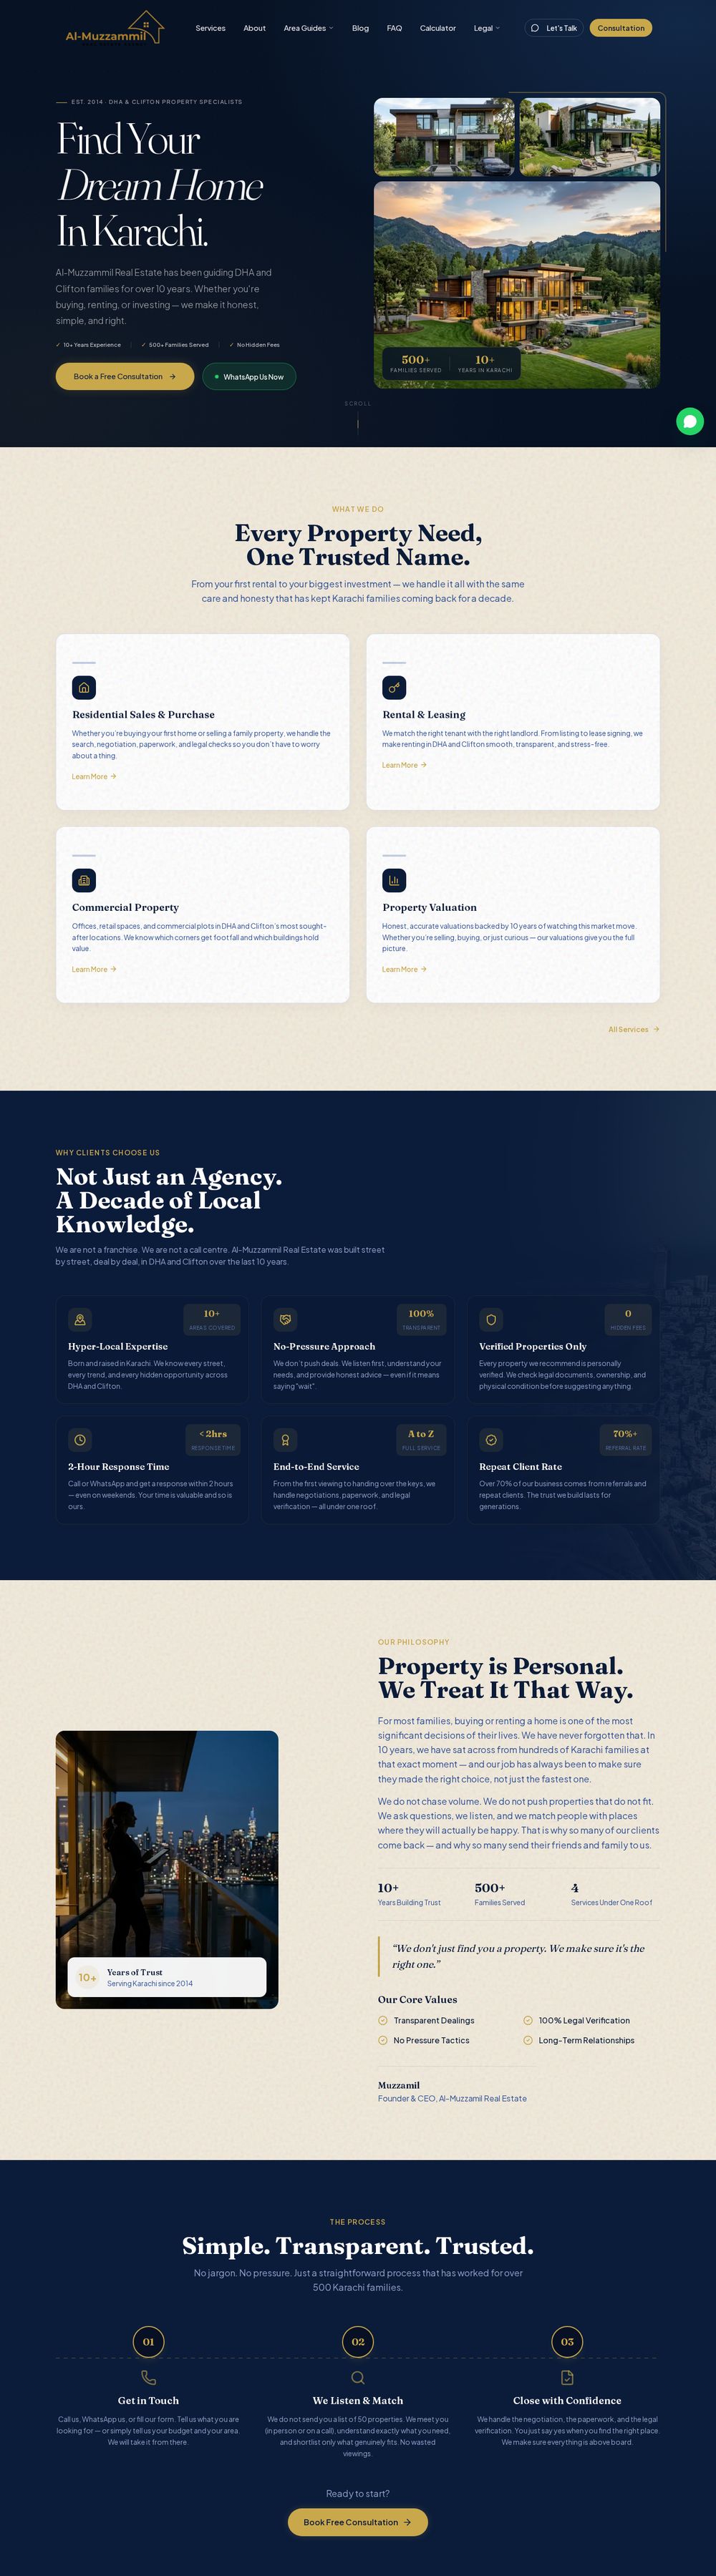 Al-Muzzammil
Services
About
Area Guides
Blog
FAQ
Calculator
Legal
Let's Talk
Consultation
EST. 2014 · DHA & CLIFTON PROPERTY SPECIALISTS
Find Your
Dream Home
In Karachi.
Al-Muzzammil Real Estate has been guiding DHA and
Clifton families for over 10 years. Whether you're
buying, renting, or investing — we make it honest,
simple, and right.
✓ 10+ Years Experience
✓ 500+ Families Served
✓ No Hidden Fees
Book a Free Consultation →
WhatsApp Us Now
500+
FAMILIES SERVED
10+
YEARS IN KARACHI
SCROLL
WHAT WE DO
Every Property Need,
One Trusted Name.
From your first rental to your biggest investment — we handle it all with the same
care and honesty that has kept Karachi families coming back for a decade.
Residential Sales & Purchase
Whether you're buying your first home or selling a family property, we handle the
search, negotiation, paperwork, and legal checks so you don't have to worry
about a thing.
Learn More →
Rental & Leasing
We match the right tenant with the right landlord. From listing to lease signing, we
make renting in DHA and Clifton smooth, transparent, and stress-free.
Learn More →
Commercial Property
Offices, retail spaces, and commercial plots in DHA and Clifton's most sought-
after locations. We know which corners get footfall and which buildings hold
value.
Learn More →
Property Valuation
Honest, accurate valuations backed by 10 years of watching this market move.
Whether you're selling, buying, or just curious — our valuations give you the full
picture.
Learn More →
All Services →
WHY CLIENTS CHOOSE US
Not Just an Agency.
A Decade of Local
Knowledge.
We are not a franchise. We are not a call centre. Al-Muzzammil Real Estate was built street
by street, deal by deal, in DHA and Clifton over the last 10 years.
10+
AREAS COVERED
Hyper-Local Expertise
Born and raised in Karachi. We know every street,
every trend, and every hidden opportunity across
DHA and Clifton.
100%
TRANSPARENT
No-Pressure Approach
We don't push deals. We listen first, understand your
needs, and provide honest advice — even if it means
saying "wait".
0
HIDDEN FEES
Verified Properties Only
Every property we recommend is personally
verified. We check legal documents, ownership, and
physical condition before suggesting anything.
< 2hrs
RESPONSE TIME
2-Hour Response Time
Call or WhatsApp and get a response within 2 hours
— even on weekends. Your time is valuable and so is
ours.
A to Z
FULL SERVICE
End-to-End Service
From the first viewing to handing over the keys, we
handle negotiations, paperwork, and legal
verification — all under one roof.
70%+
REFERRAL RATE
Repeat Client Rate
Over 70% of our business comes from referrals and
repeat clients. The trust we build lasts for
generations.
10+
Years of Trust
Serving Karachi since 2014
OUR PHILOSOPHY
Property is Personal.
We Treat It That Way.
For most families, buying or renting a home is one of the most
significant decisions of their lives. We have never forgotten that. In
10 years, we have sat across from hundreds of Karachi families at
that exact moment — and our job has always been to make sure
they made the right choice, not just the fastest one.
We do not chase volume. We do not push properties that do not fit.
We ask questions, we listen, and we match people with places
where they will actually be happy. That is why so many of our clients
come back — and why so many send their friends and family to us.
10+
Years Building Trust
500+
Families Served
4
Services Under One Roof
“We don't just find you a property. We make sure it's the
right one.”
Our Core Values
Transparent Dealings
100% Legal Verification
No Pressure Tactics
Long-Term Relationships
Muzzamil
Founder & CEO, Al-Muzzamil Real Estate
THE PROCESS
Simple. Transparent. Trusted.
No jargon. No pressure. Just a straightforward process that has worked for over
500 Karachi families.
01
Get in Touch
Call us, WhatsApp us, or fill our form. Tell us what you are
looking for — or simply tell us your budget and your area.
We will take it from there.
02
We Listen & Match
We do not send you a list of 50 properties. We meet you
(in person or on a call), understand exactly what you need,
and shortlist only what genuinely fits. No wasted
viewings.
03
Close with Confidence
We handle the negotiation, the paperwork, and the legal
verification. You just say yes when you find the right place.
We make sure everything is above board.
Ready to start?
Book Free Consultation →